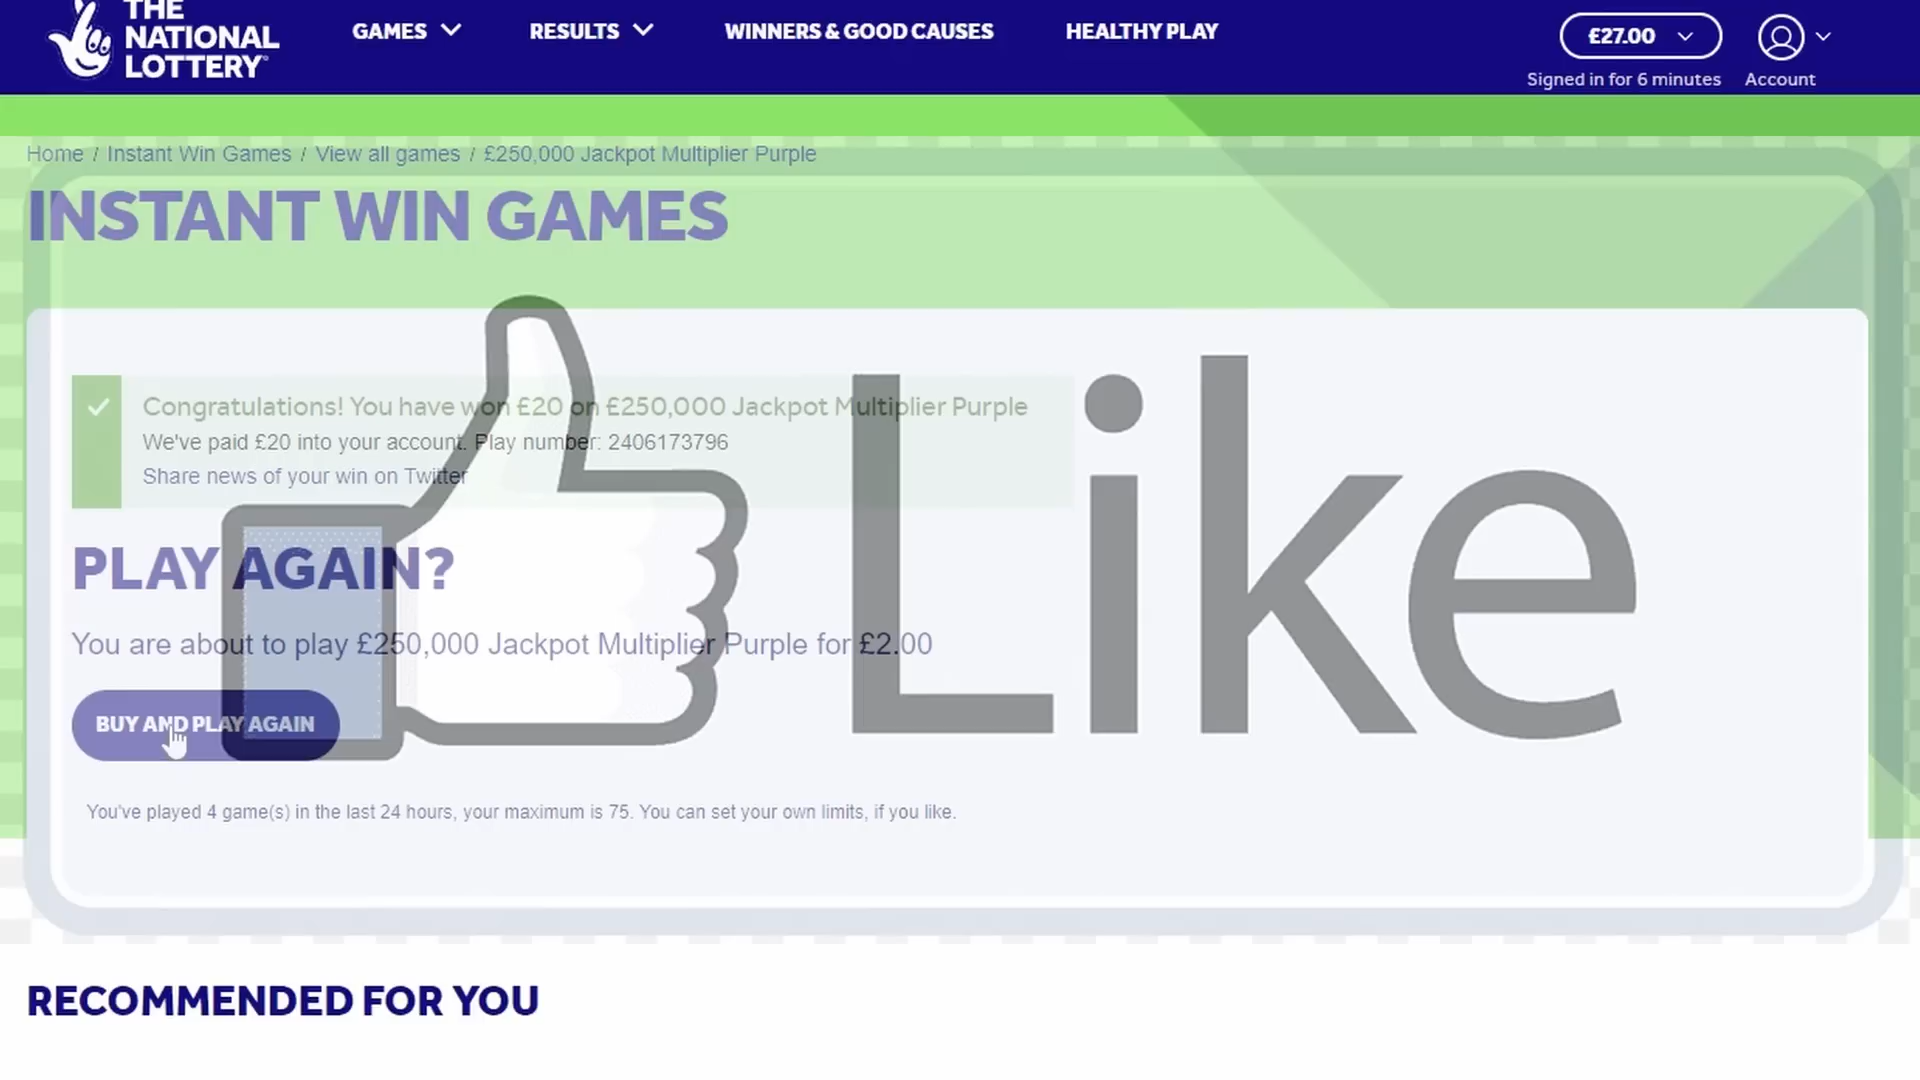 THE
NATIONAL
LOTTERY
GAMES
RESULTS
WINNERS & GOOD CAUSES
HEALTHY PLAY
£27.00
Signed in for 6 minutes
Account
Home / Instant Win Games / View all games / £250,000 Jackpot Multiplier Purple
INSTANT WIN GAMES
Congratulations! You have won £20 on £250,000 Jackpot Multiplier Purple
We've paid £20 into your account. Play number: 2406173796
Share news of your win on Twitter
Like
PLAY AGAIN?
You are about to play £250,000 Jackpot Multiplier Purple for £2.00
BUY AND PLAY AGAIN
You've played 4 game(s) in the last 24 hours, your maximum is 75. You can set your own limits, if you like.
RECOMMENDED FOR YOU